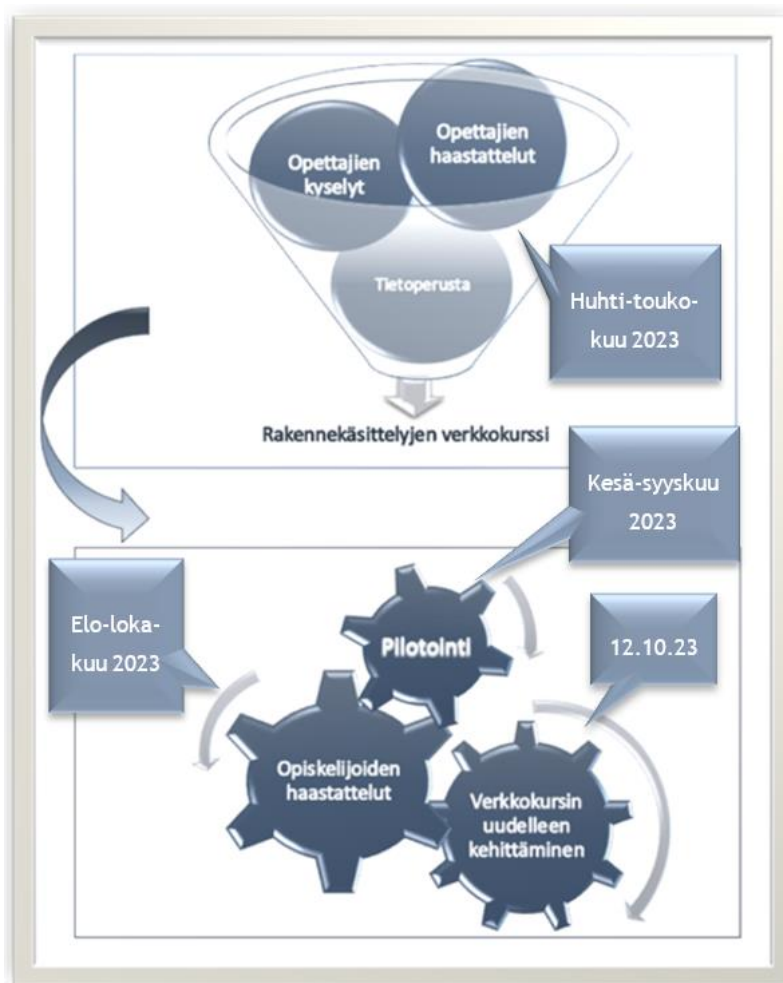 Opettajien
haastattelut
Opettajien
kyselyt
Tietoperusta
Huhti-touko-
kuu 2023
Rakennekäsittelyjen verkkokurssi
Kesä-syyskuu
2023
Elo-loka-
kuu 2023
Pilotointi
12.10.23
Opiskelijoiden
haastattelut
Verkkokursin
uudelleen
kehittäminen